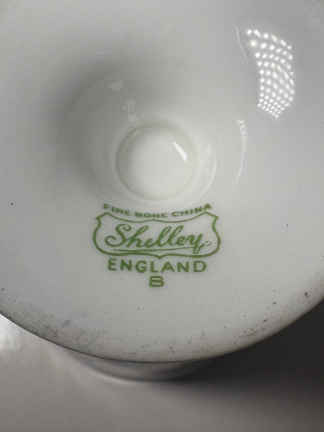 FINE BONE CHINA
Shelley
ENGLAND
S